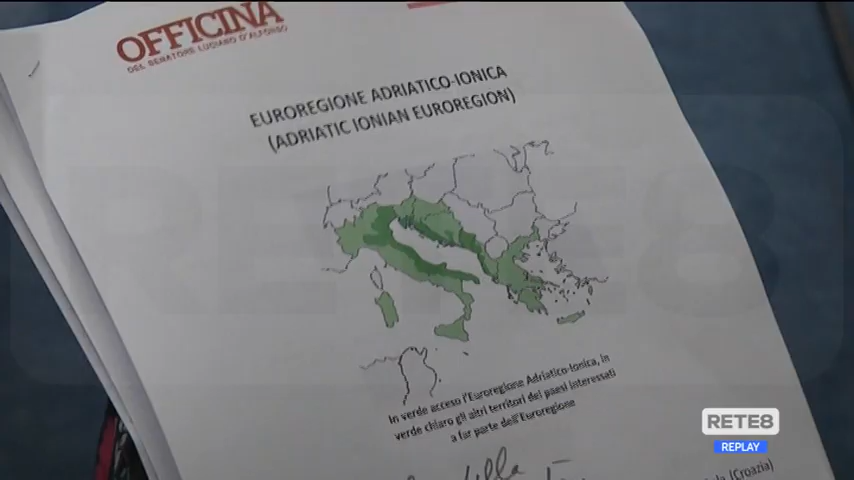 OFFICINA
DEL SENATORE LUCIANO D'ALFONSO
EUROREGIONE ADRIATICO-IONICA
(ADRIATIC IONIAN EUROREGION)
In verde acceso l'Euroregione Adriatico-Ionica, in
verde chiaro gli altri territori dei paesi interessati
a far parte dell'Euroregione
(Croazia)
RETE8
REPLAY